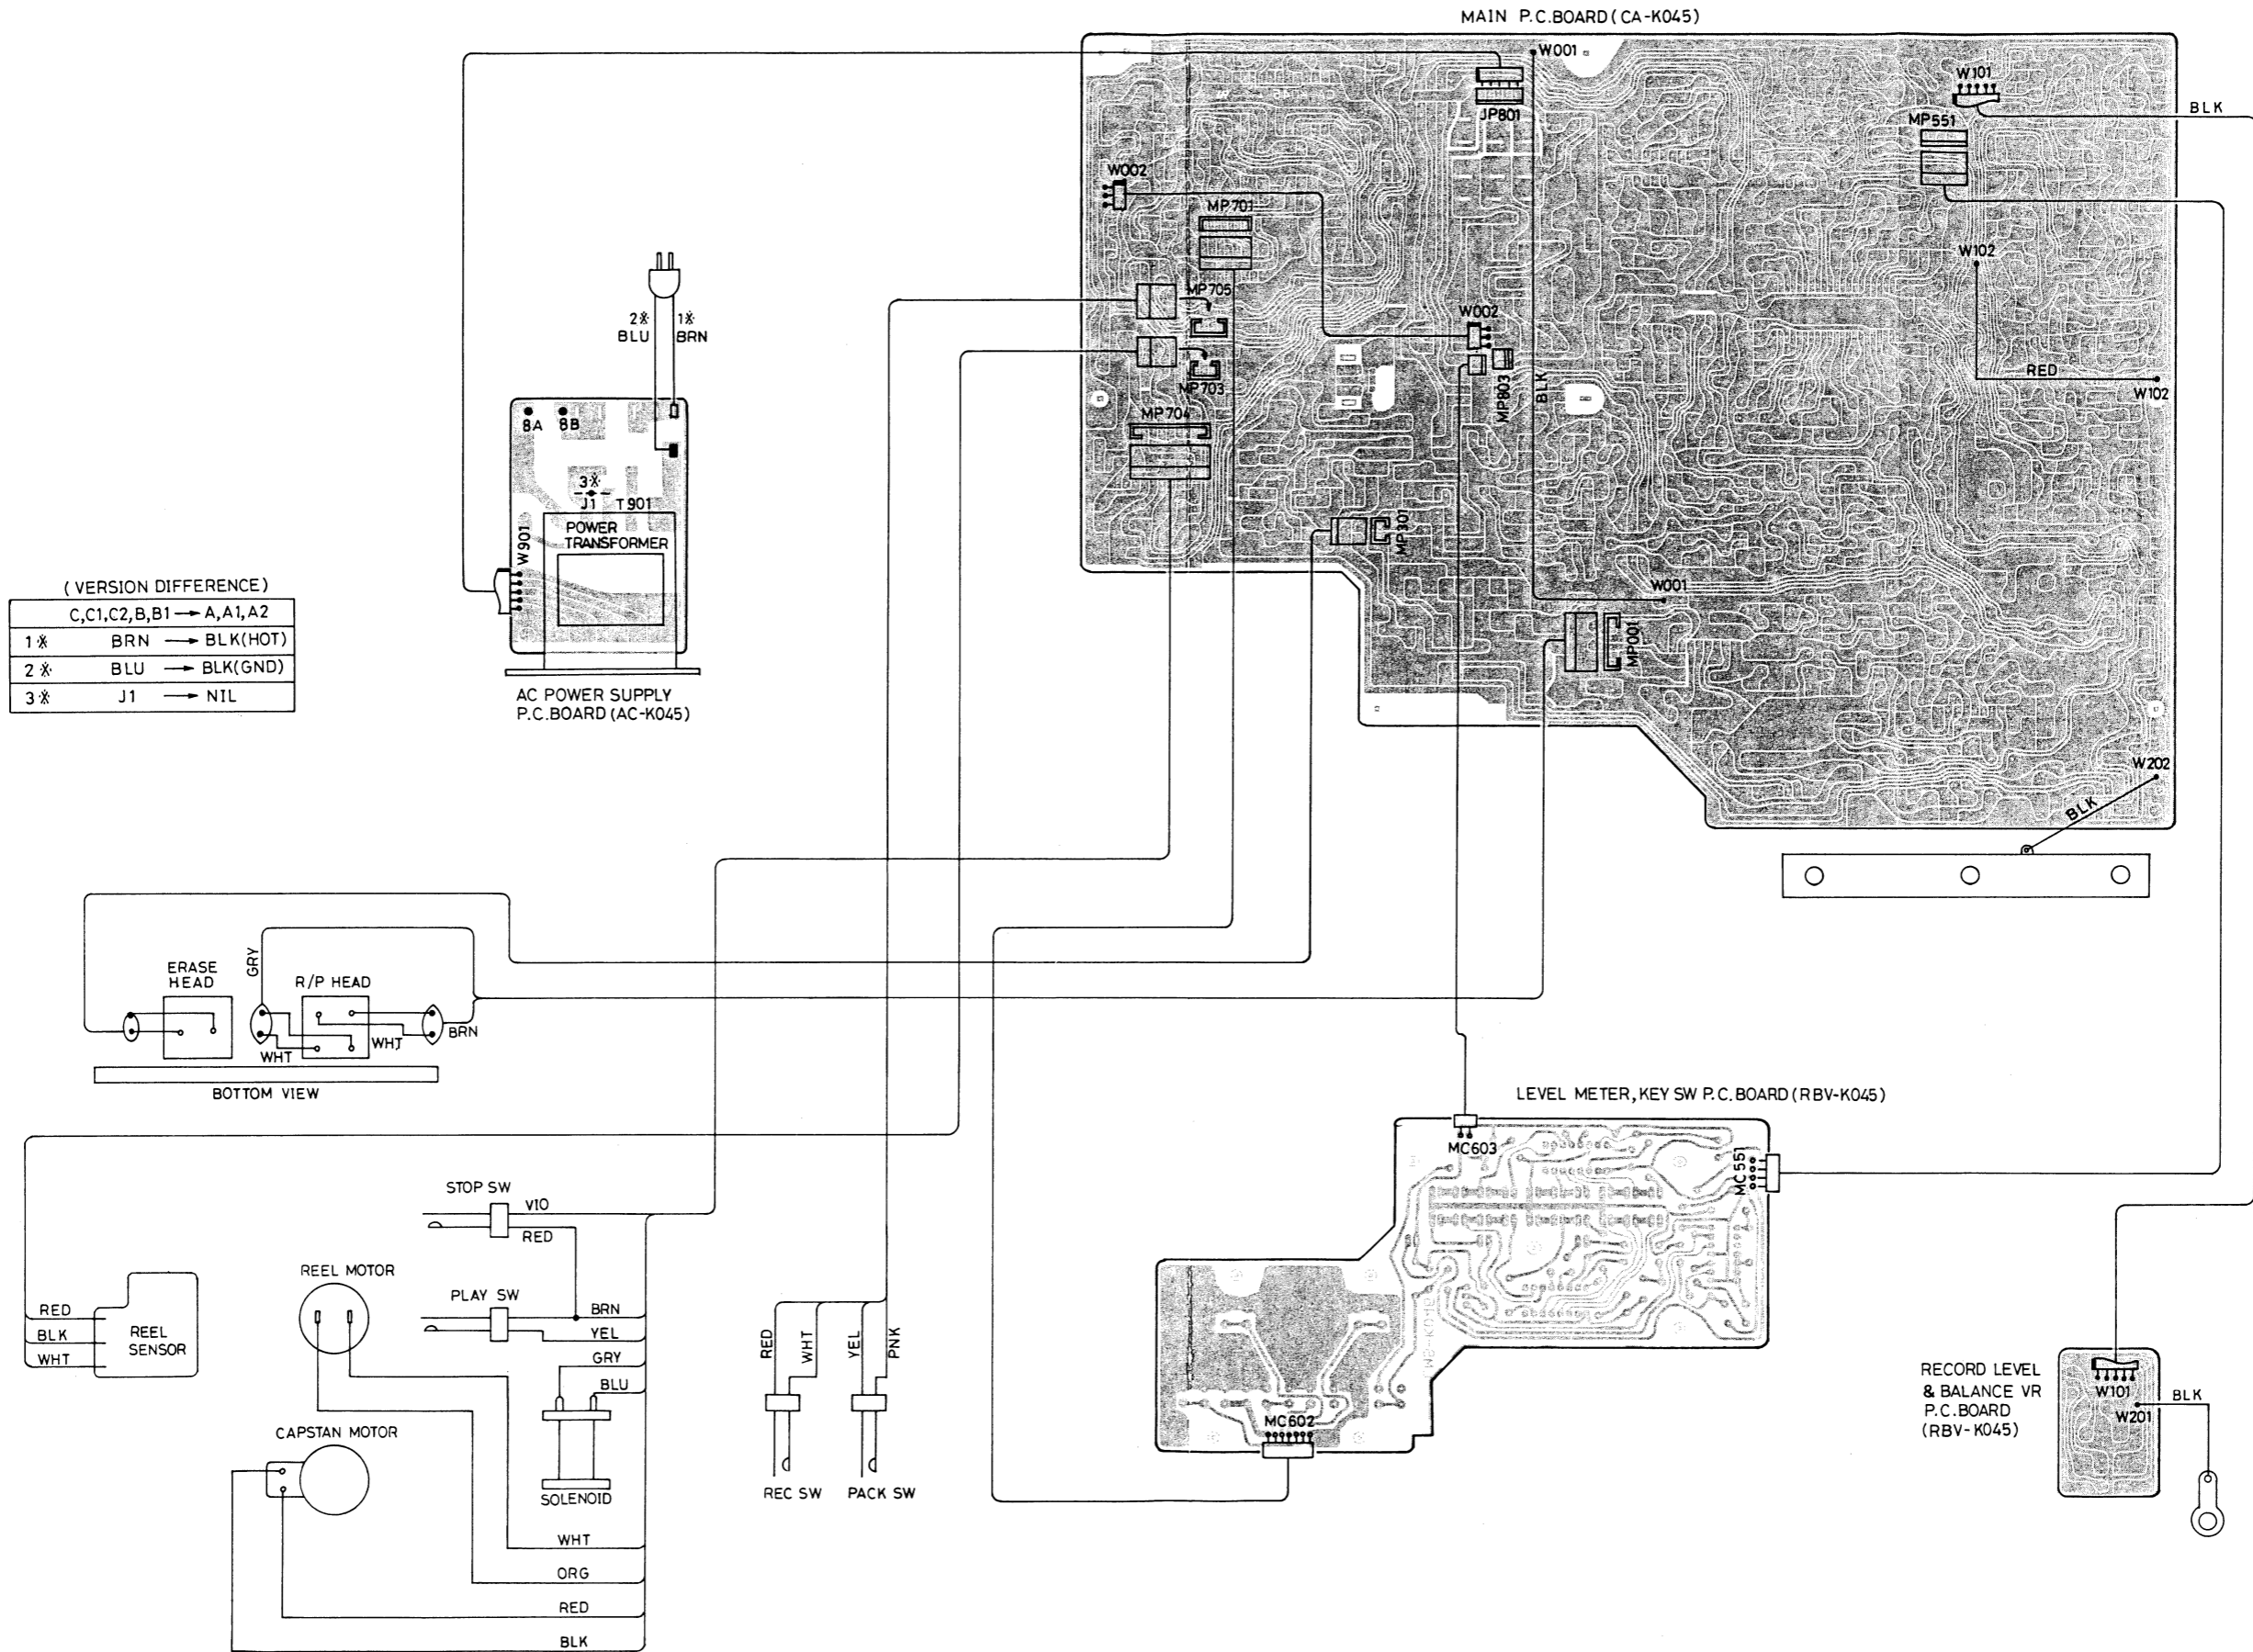 MAIN P.C.BOARD (CA-K045)
W001
JP801
W101
BLK
MP551
W002
MP701
W102
MP705
W002
MP703
MP803
BLK
RED
W102
MP704
MP301
W001
MP001
W202
BLK
2※ 1※
BLU BRN
8A 8B
3※
J1 T901
POWER
TRANSFORMER
W901
AC POWER SUPPLY
P.C.BOARD (AC-K045)
(VERSION DIFFERENCE)
C,C1,C2,B,B1 → A,A1,A2
1※ BRN → BLK(HOT)
2※ BLU → BLK(GND)
3※ J1 → NIL
ERASE
HEAD
GRY
R/P HEAD
WHT
WHT
BRN
BOTTOM VIEW
STOP SW
VIO
RED
REEL MOTOR
PLAY SW
BRN
YEL
GRY
BLU
RED
BLK
WHT
REEL
SENSOR
CAPSTAN MOTOR
SOLENOID
WHT
ORG
RED
BLK
RED
WHT
YEL
PNK
REC SW
PACK SW
LEVEL METER, KEY SW P.C.BOARD (RBV-K045)
MC603
MC551
MC602
RECORD LEVEL
& BALANCE VR
P.C.BOARD
(RBV-K045)
W101
W201
BLK